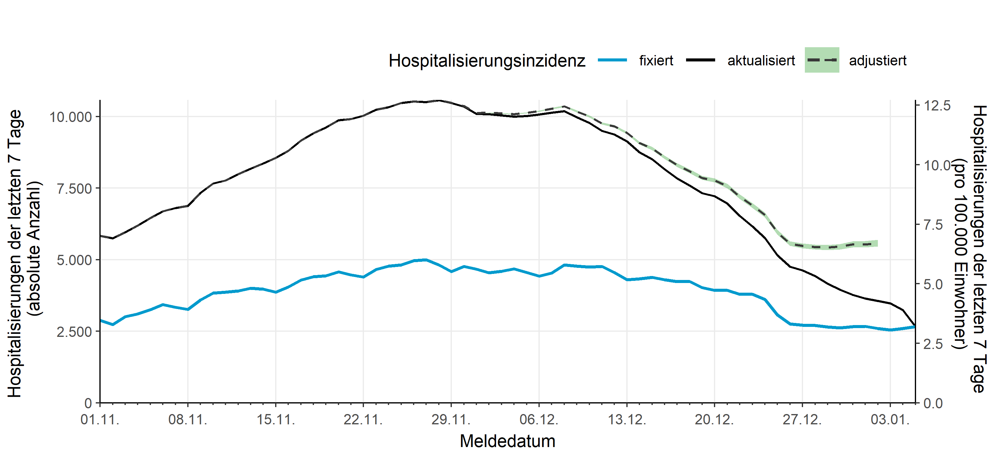 Hospitalisierungsinzidenz fixiert aktualisiert adjustiert
Hospitalisierungen der letzten 7 Tage
(absolute Anzahl)
10.000
7.500
5.000
2.500
0
12.5
10.0
7.5
5.0
2.5
0.0
Hospitalisierungen der letzten 7 Tage
(pro 100.000 Einwohner)
01.11. 08.11. 15.11. 22.11. 29.11. 06.12. 13.12. 20.12. 27.12. 03.01.
Meldedatum